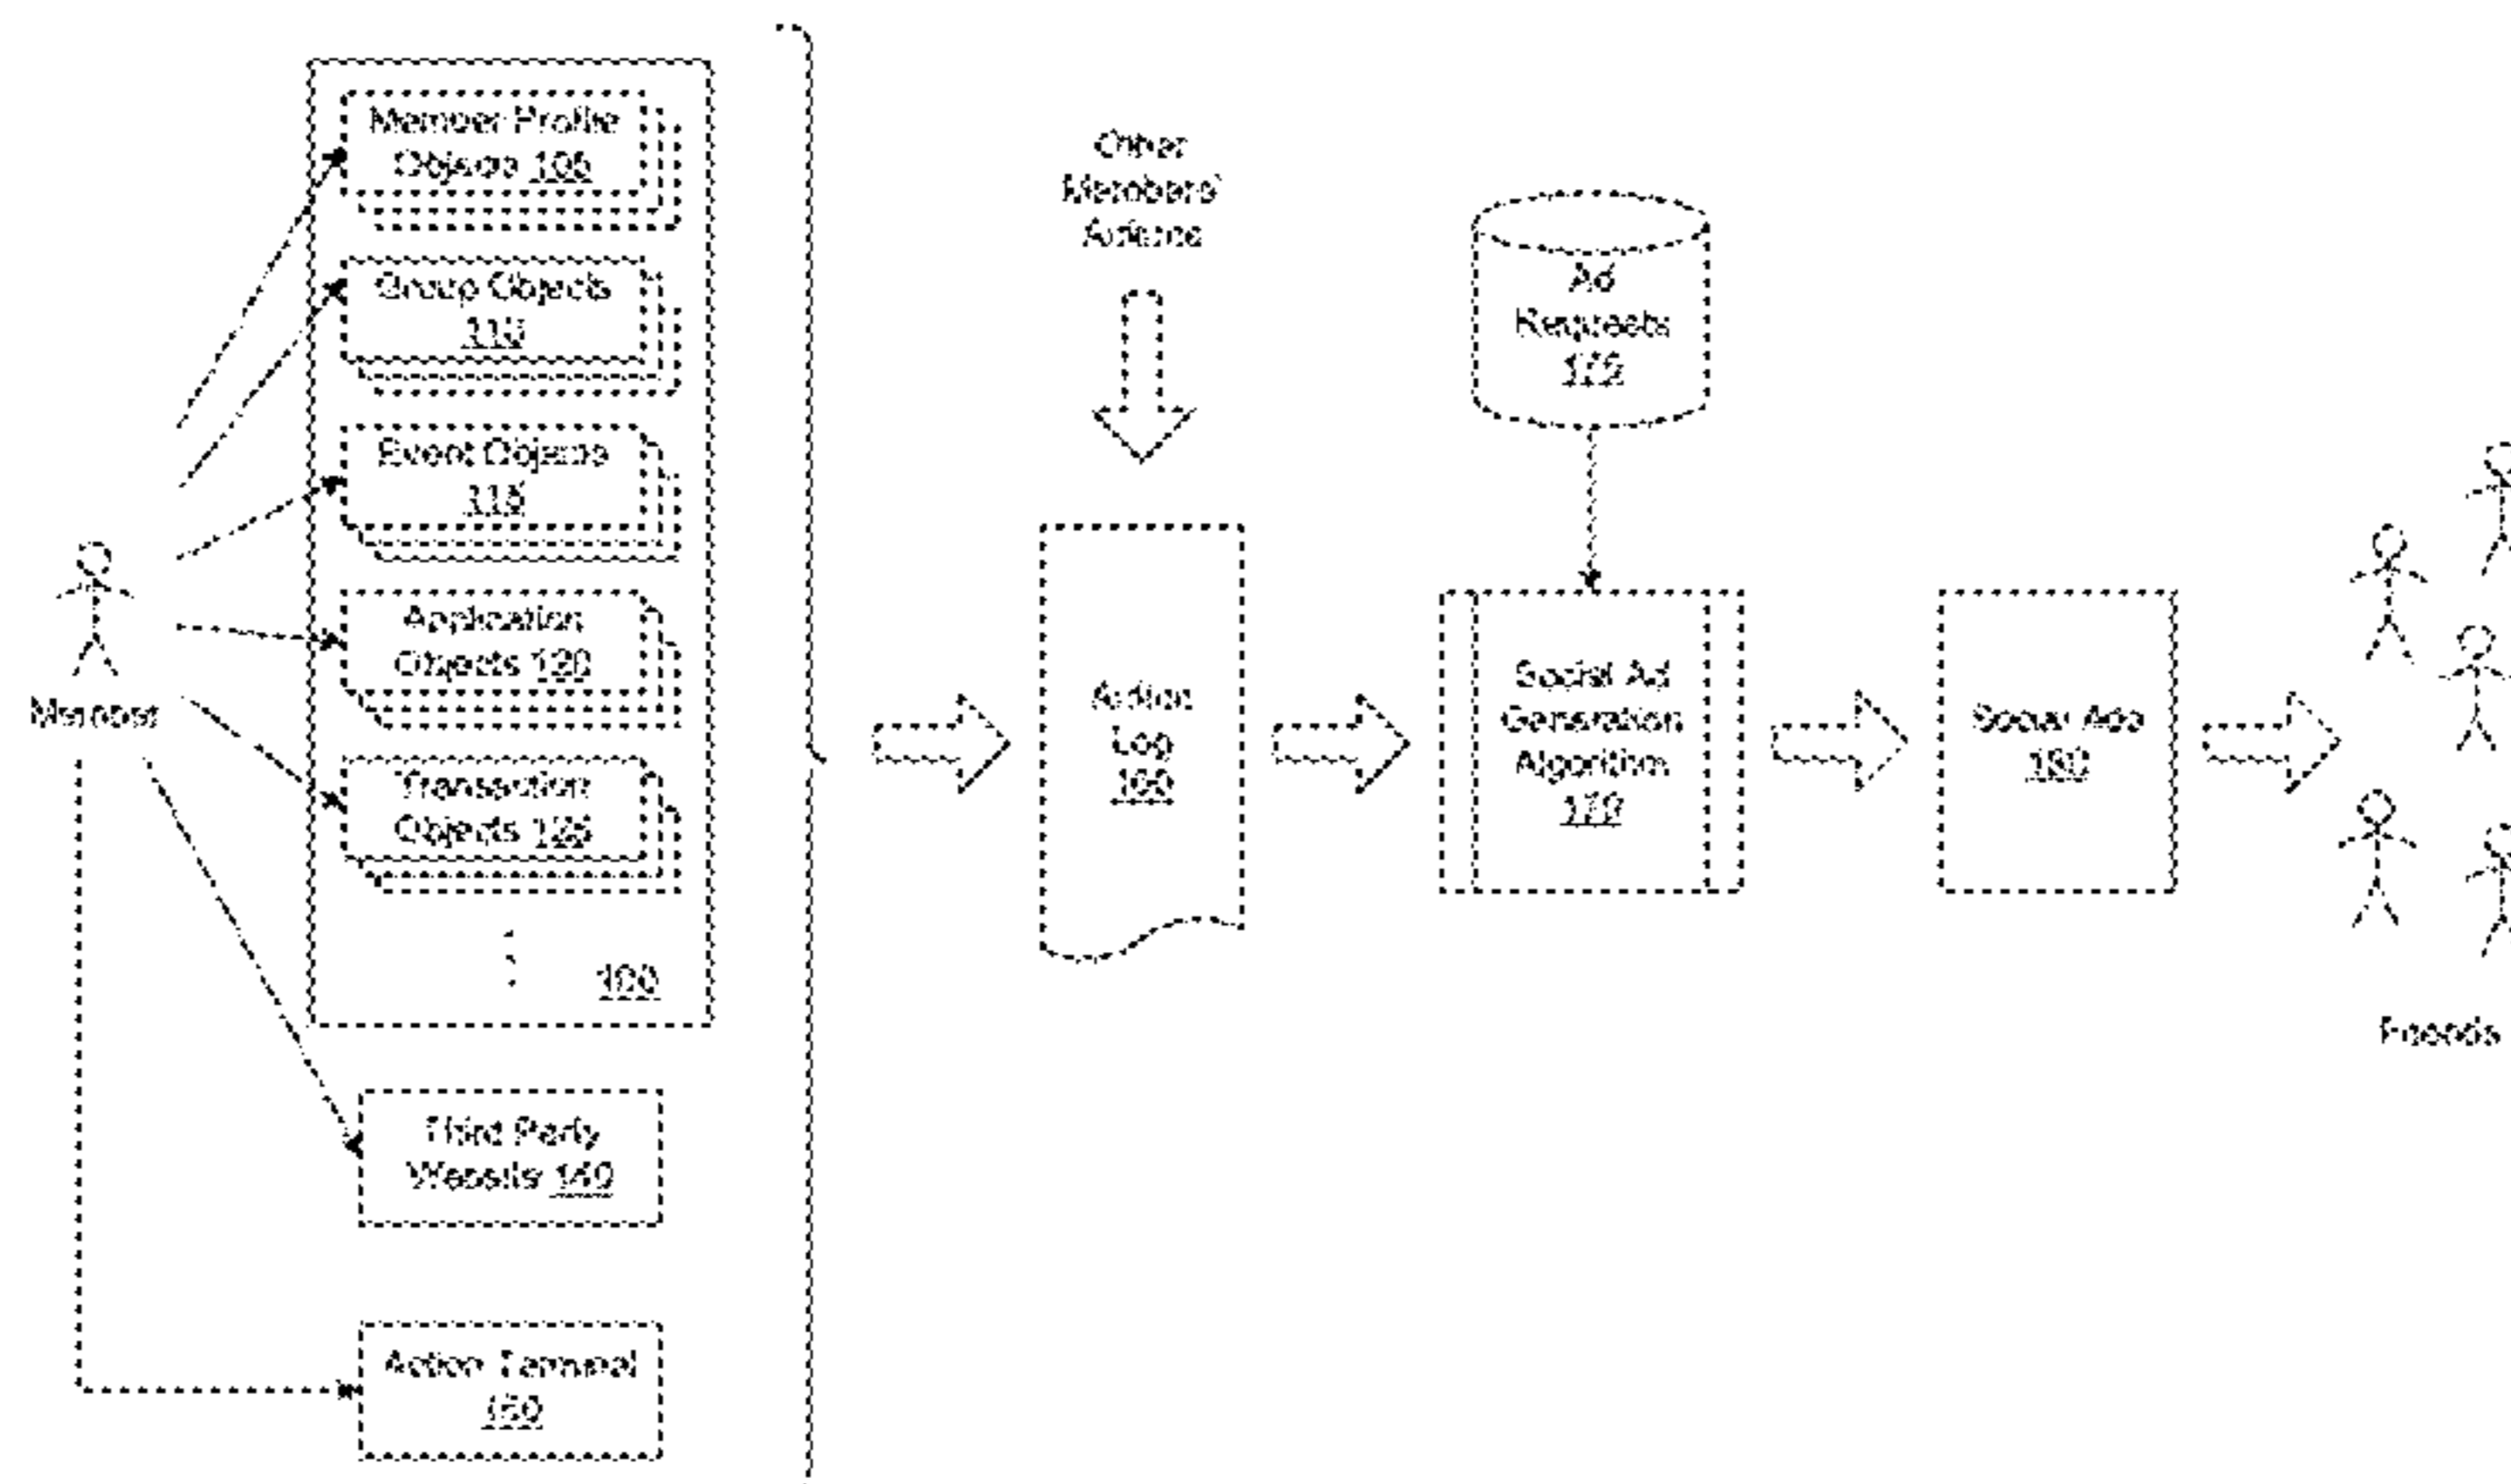 Member Profile
Objects 105
Group Objects
110
Event Objects
115
Application
Objects 120
Transaction
Objects 125
100
Member
Third Party
Website 140
Action Terminal
150
Other
Members'
Actions
Action
Log
160
Ad
Requests
Social Ad
Generation
Algorithm
170
Social Ads
180
Friends